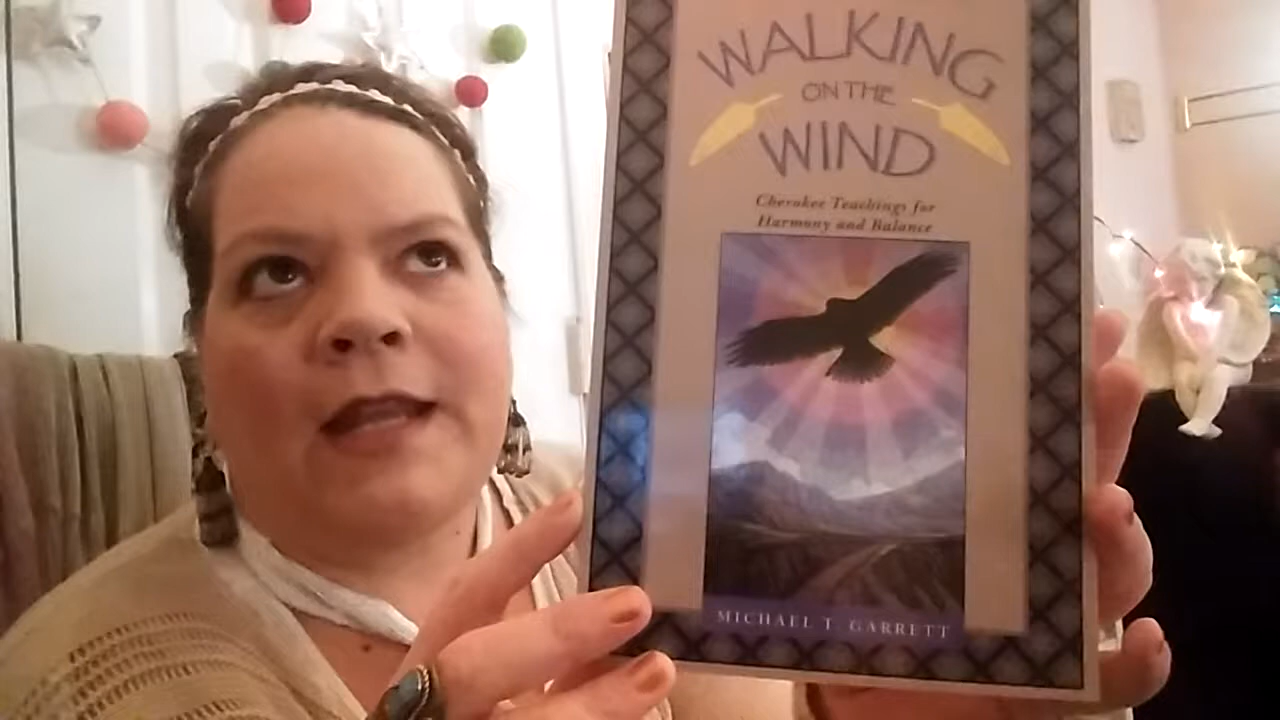 WALKING
ON THE
WIND
Cherokee Teachings for
Harmony and Balance
MICHAEL T. GARRETT